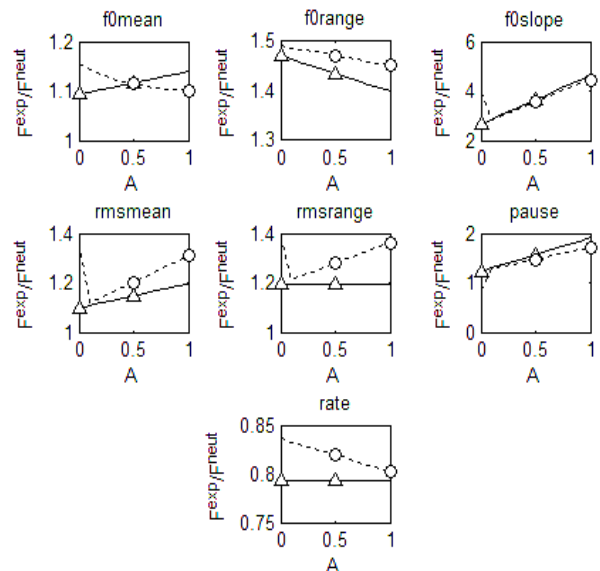 f0mean
f0range
f0slope
1.2
1.1
1
1.5
1.4
1.3
6
4
2
F^exp/F^neut
F^exp/F^neut
F^exp/F^neut
0 0.5 1
0 0.5 1
0 0.5 1
A
A
A
rmsmean
rmsrange
pause
1.4
1.2
1
1.4
1.2
1
2
1
0
F^exp/F^neut
F^exp/F^neut
F^exp/F^neut
0 0.5 1
0 0.5 1
0 0.5 1
A
A
A
rate
0.85
0.8
0.75
F^exp/F^neut
0 0.5 1
A